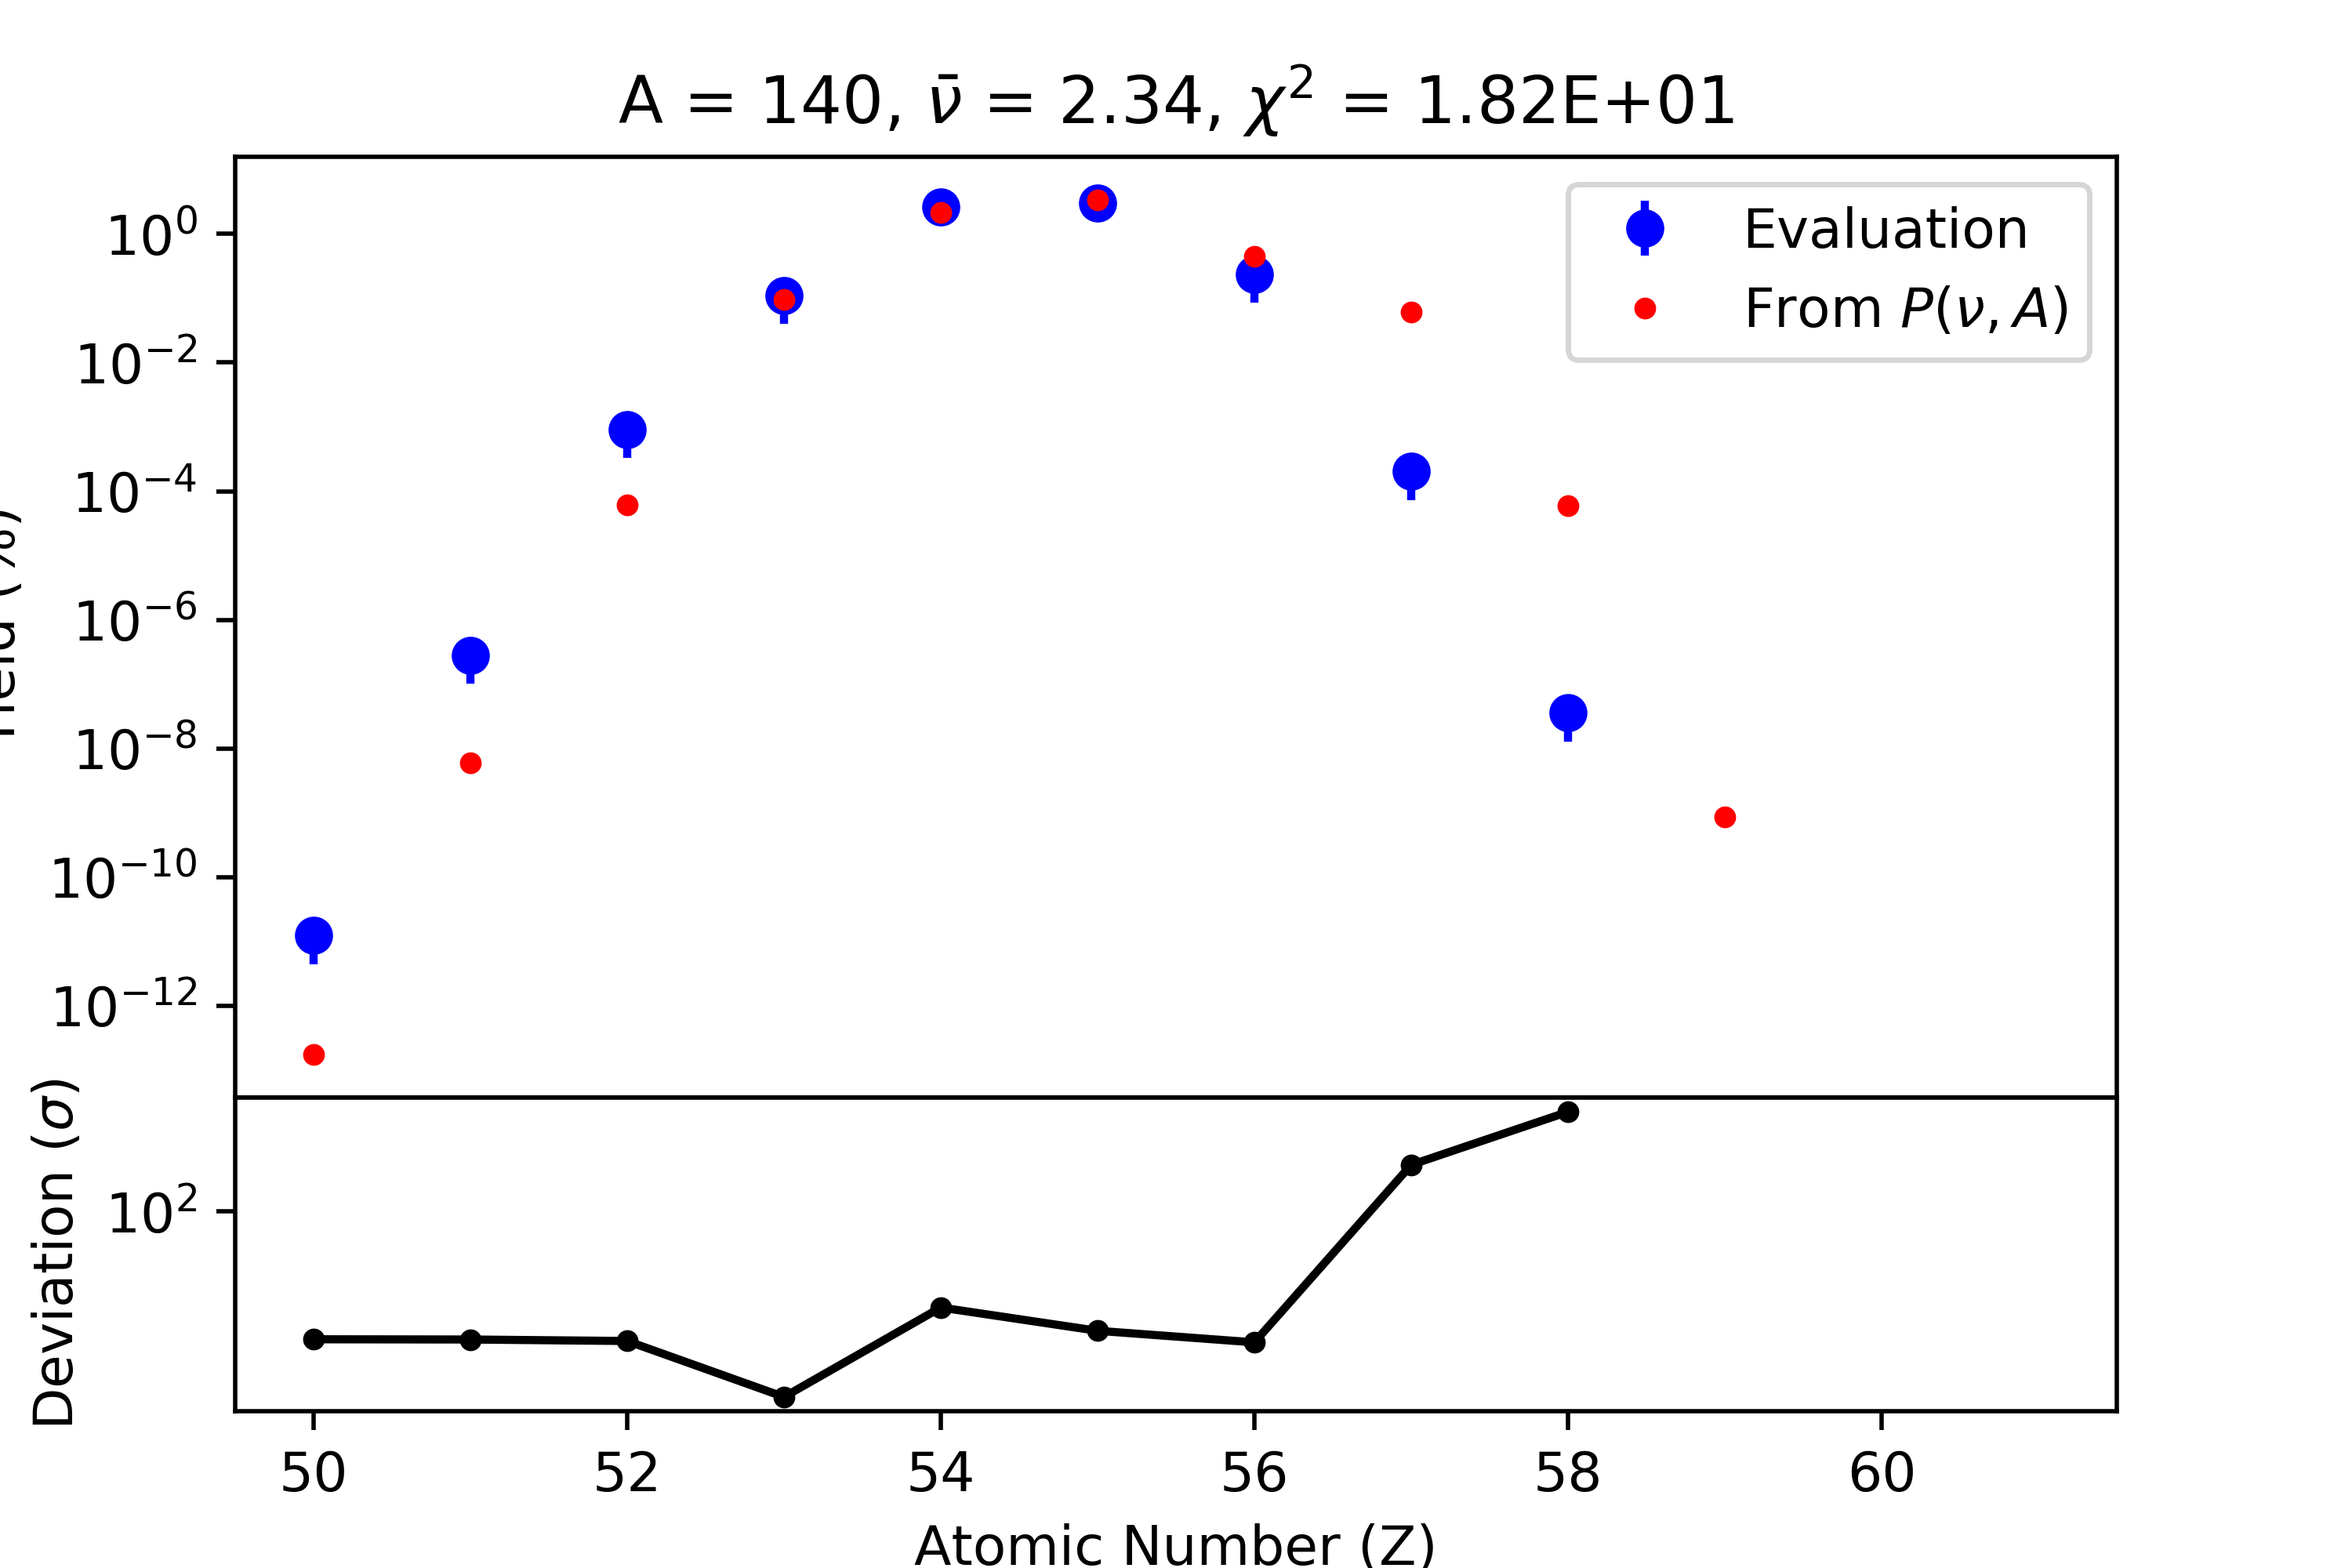 A = 140, ν̄ = 2.34, χ² = 1.82E+01
Evaluation
From P(ν, A)
10⁰
10⁻²
10⁻⁴
10⁻⁶
10⁻⁸
10⁻¹⁰
10⁻¹²
(%)
Deviation (σ)
10²
50 52 54 56 58 60
Atomic Number (Z)